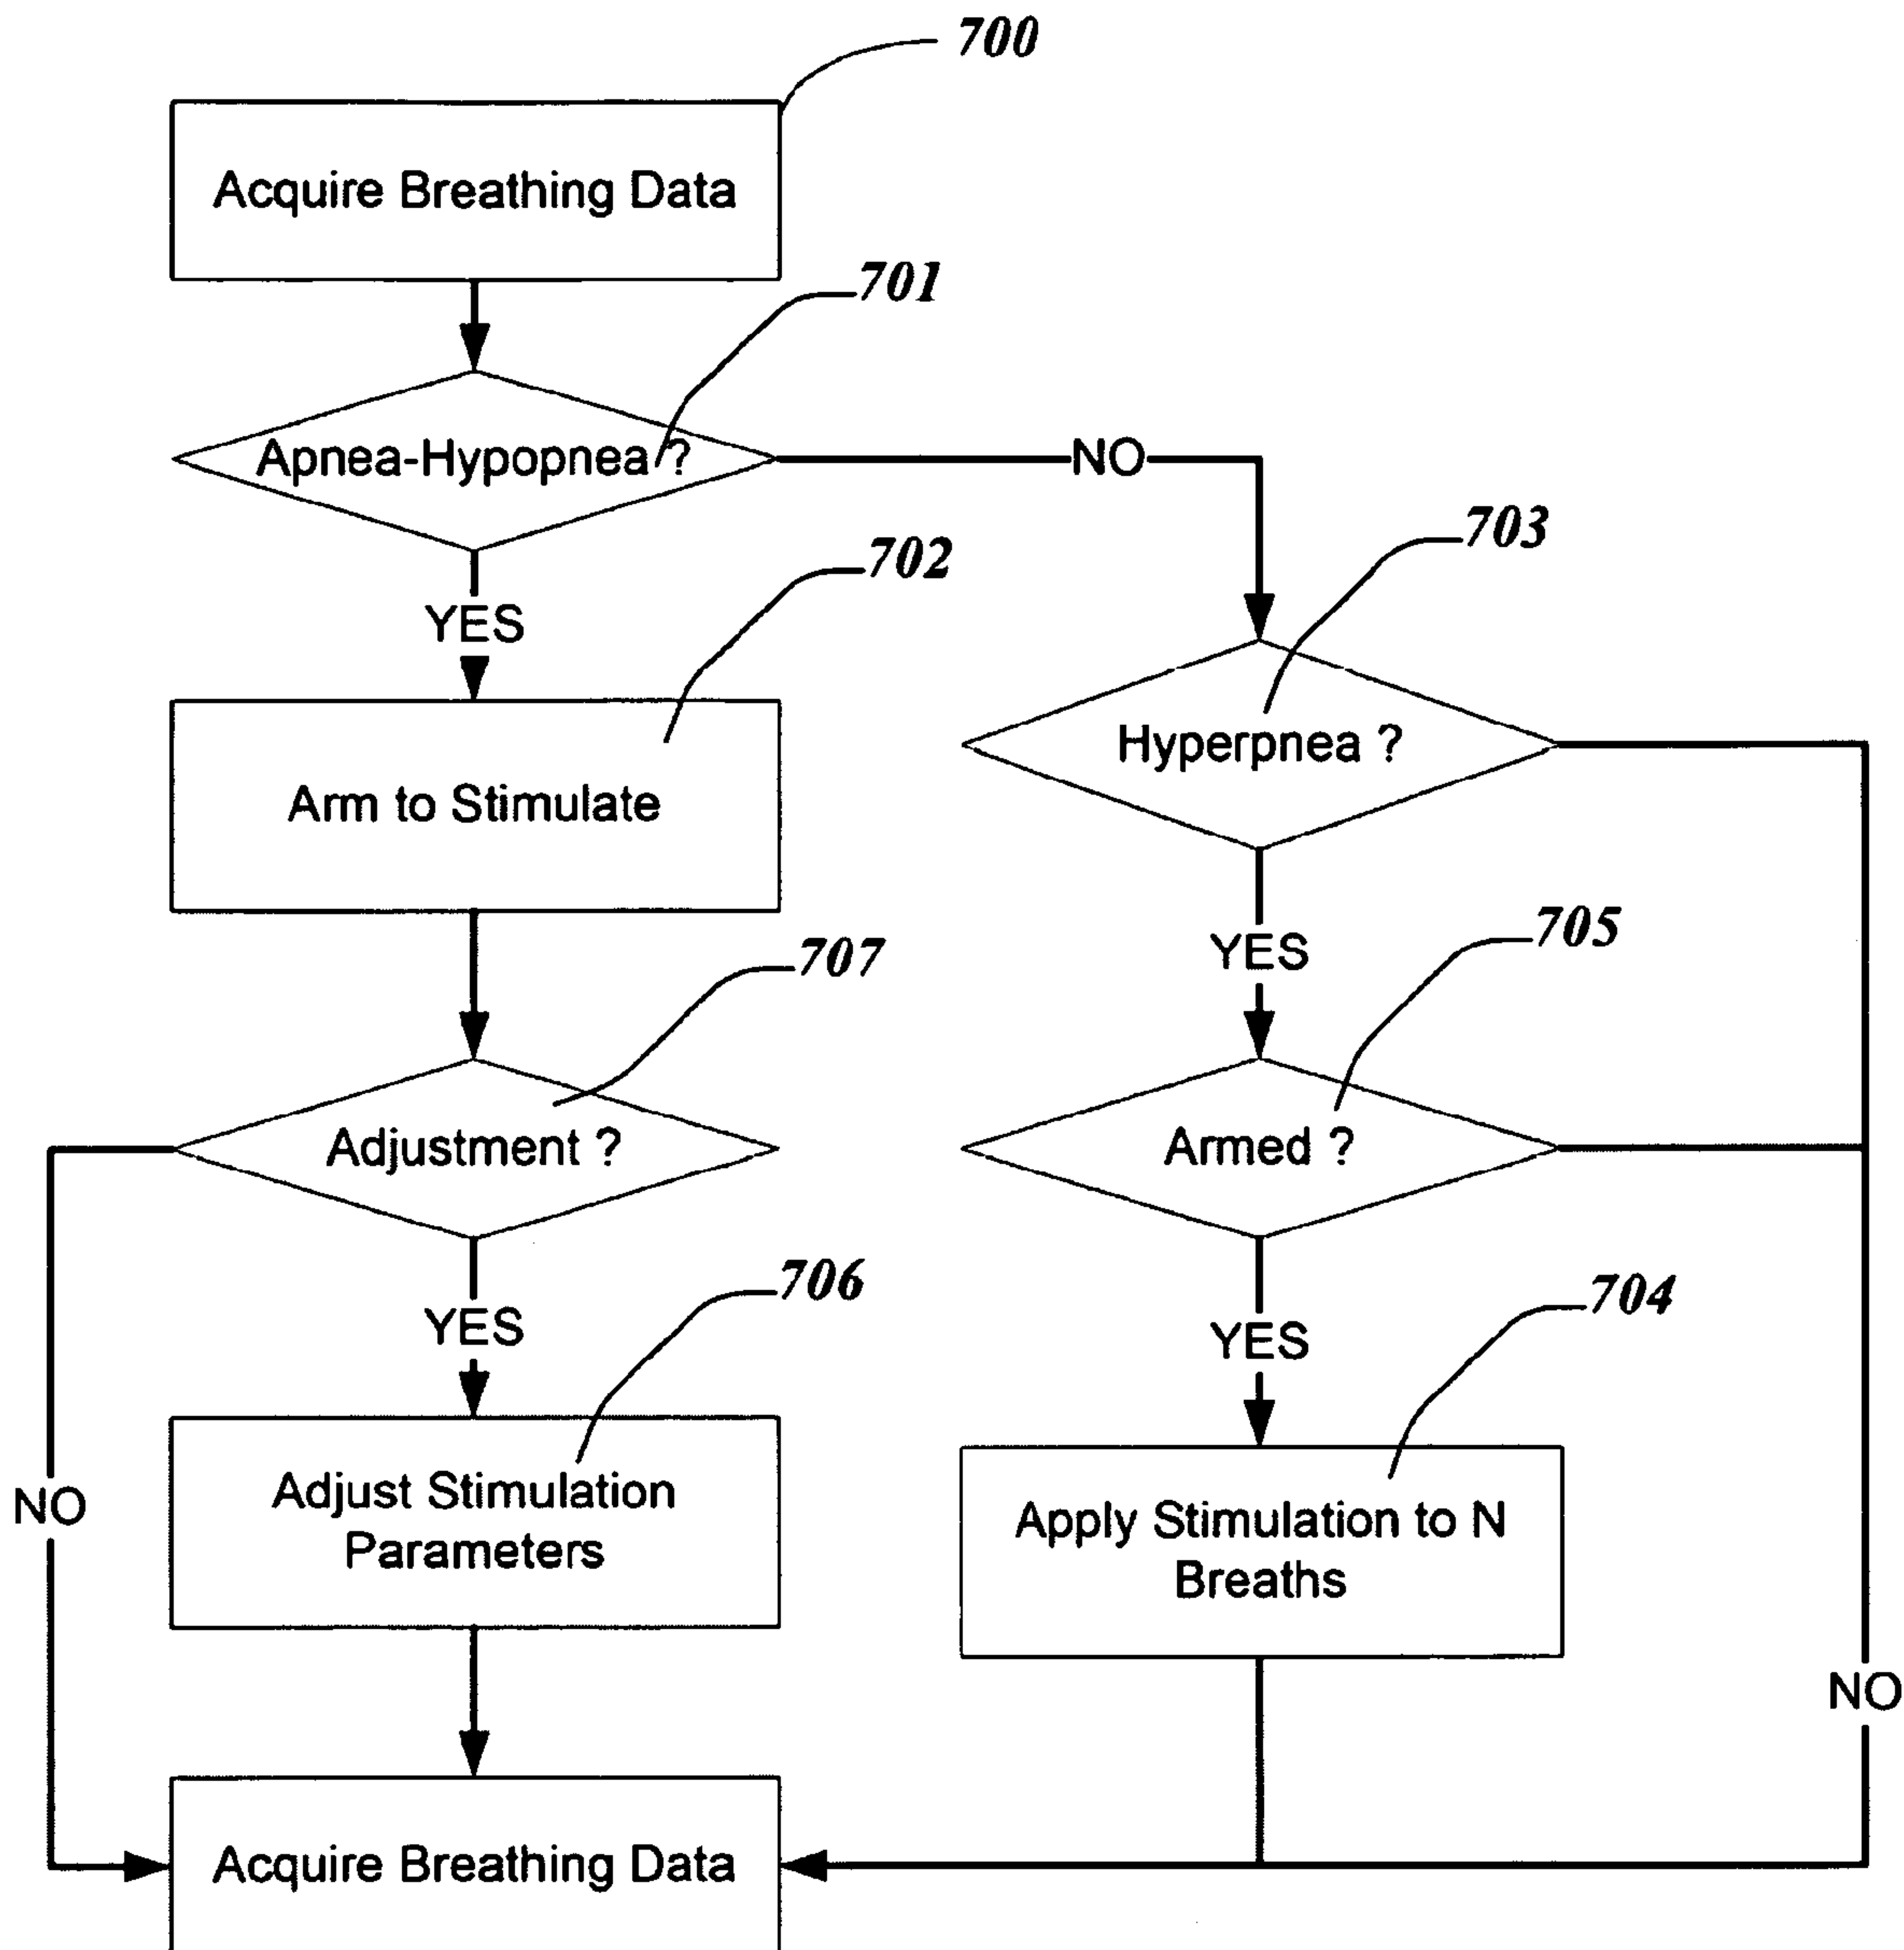 700
Acquire Breathing Data
701
Apnea-Hypopnea ?
NO
703
702
YES
Hyperpnea ?
Arm to Stimulate
705
YES
707
Adjustment ?
Armed ?
706
704
YES
YES
NO
Adjust Stimulation
Parameters
Apply Stimulation to N
Breaths
NO
Acquire Breathing Data